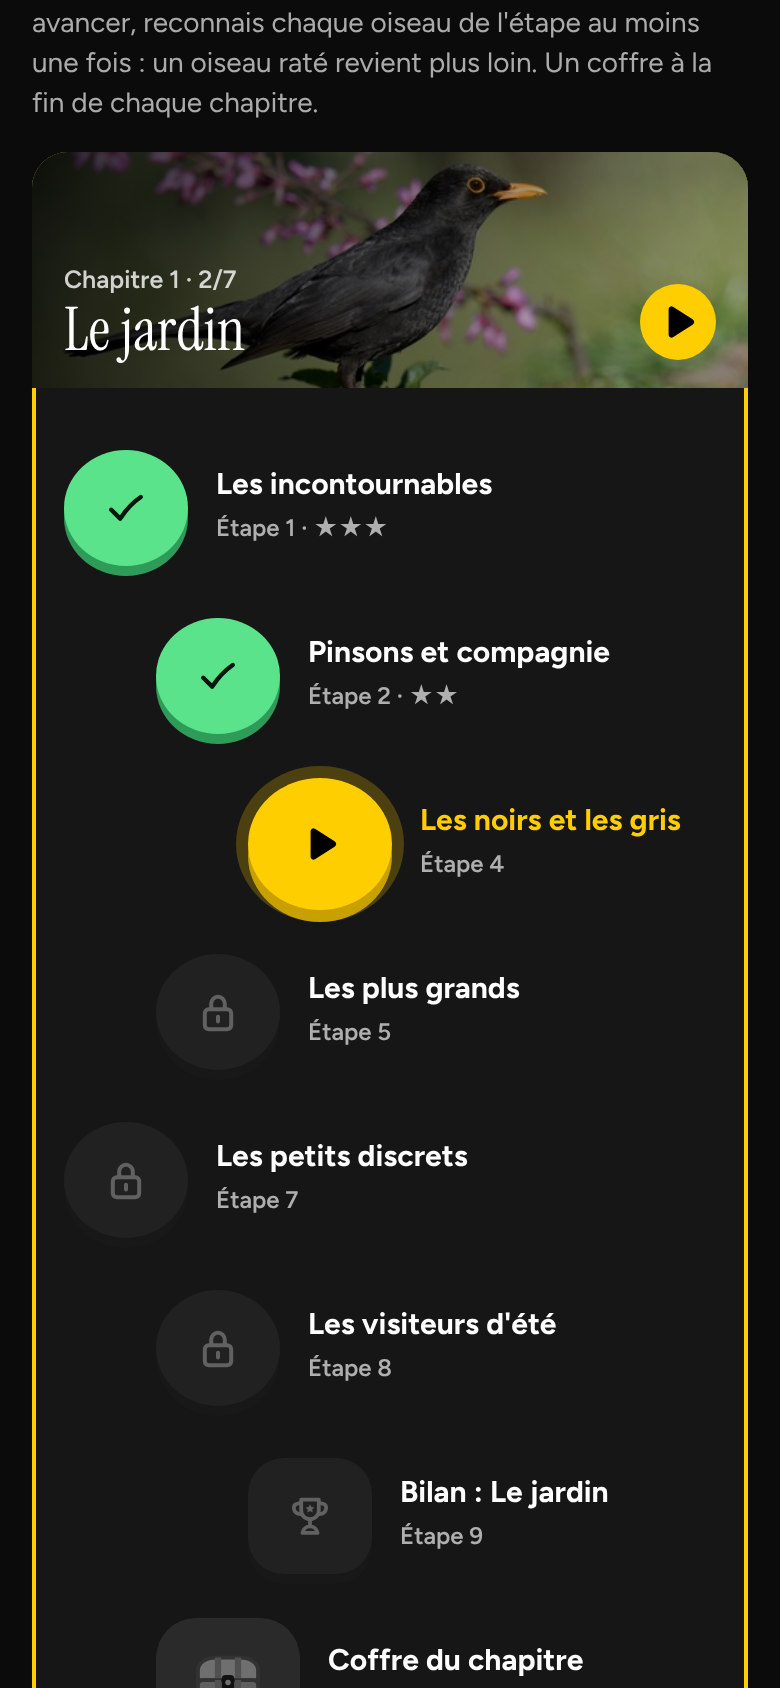 avancer, reconnais chaque oiseau de l'étape au moins
une fois : un oiseau raté revient plus loin. Un coffre à la
fin de chaque chapitre.
Chapitre 1 · 2/7
Le jardin
Les incontournables
Étape 1 · ★★★
Pinsons et compagnie
Étape 2 · ★★
Les noirs et les gris
Étape 4
Les plus grands
Étape 5
Les petits discrets
Étape 7
Les visiteurs d'été
Étape 8
Bilan : Le jardin
Étape 9
Coffre du chapitre